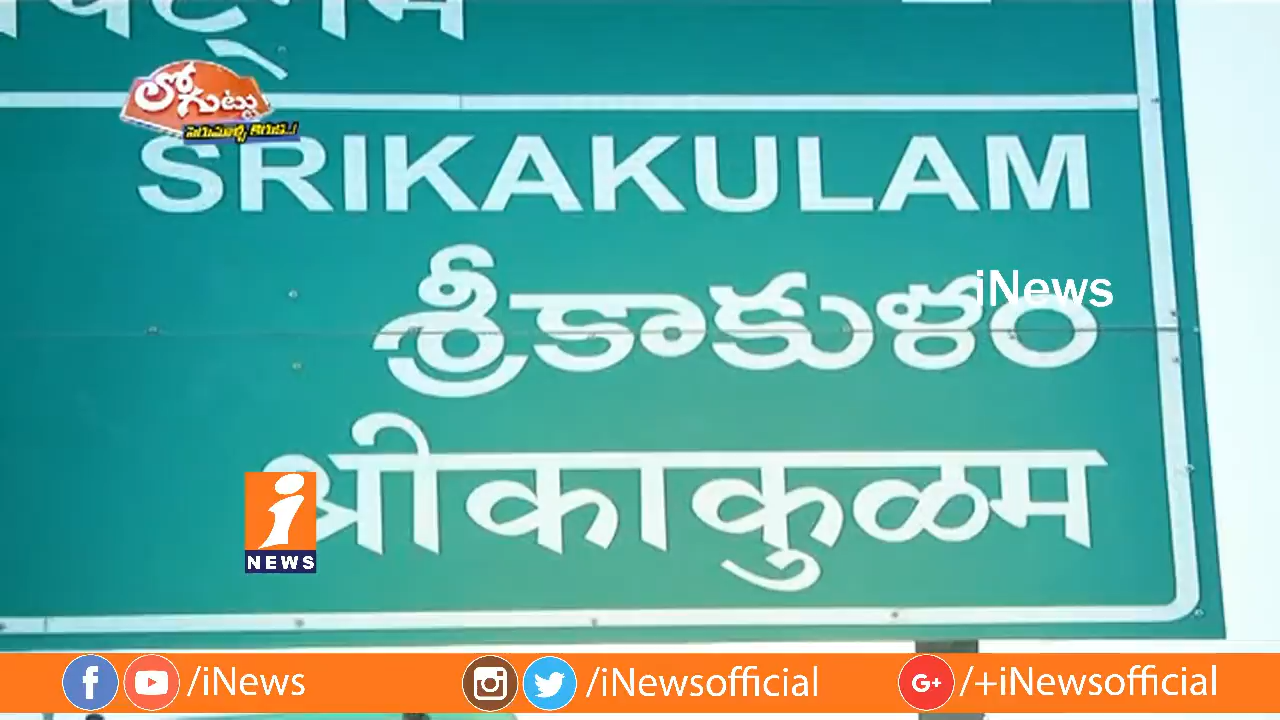 లోగుట్టు
SRIKAKULAM
శ్రీకాకుళం
iNews
श्रीकाकुळम
i
NEWS
/iNews
/iNewsofficial
/+iNewsofficial